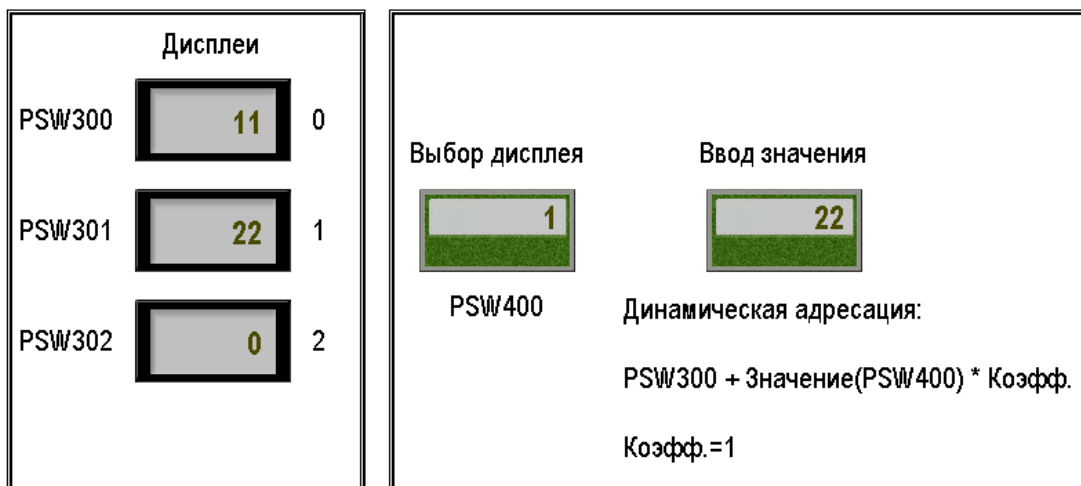 Дисплеи
PSW300 11 0
PSW301 22 1
PSW302 0 2
Выбор дисплея
1
PSW400
Ввод значения
22
Динамическая адресация:
PSW300 + Значение(PSW400) * Коэфф.
Коэфф.=1